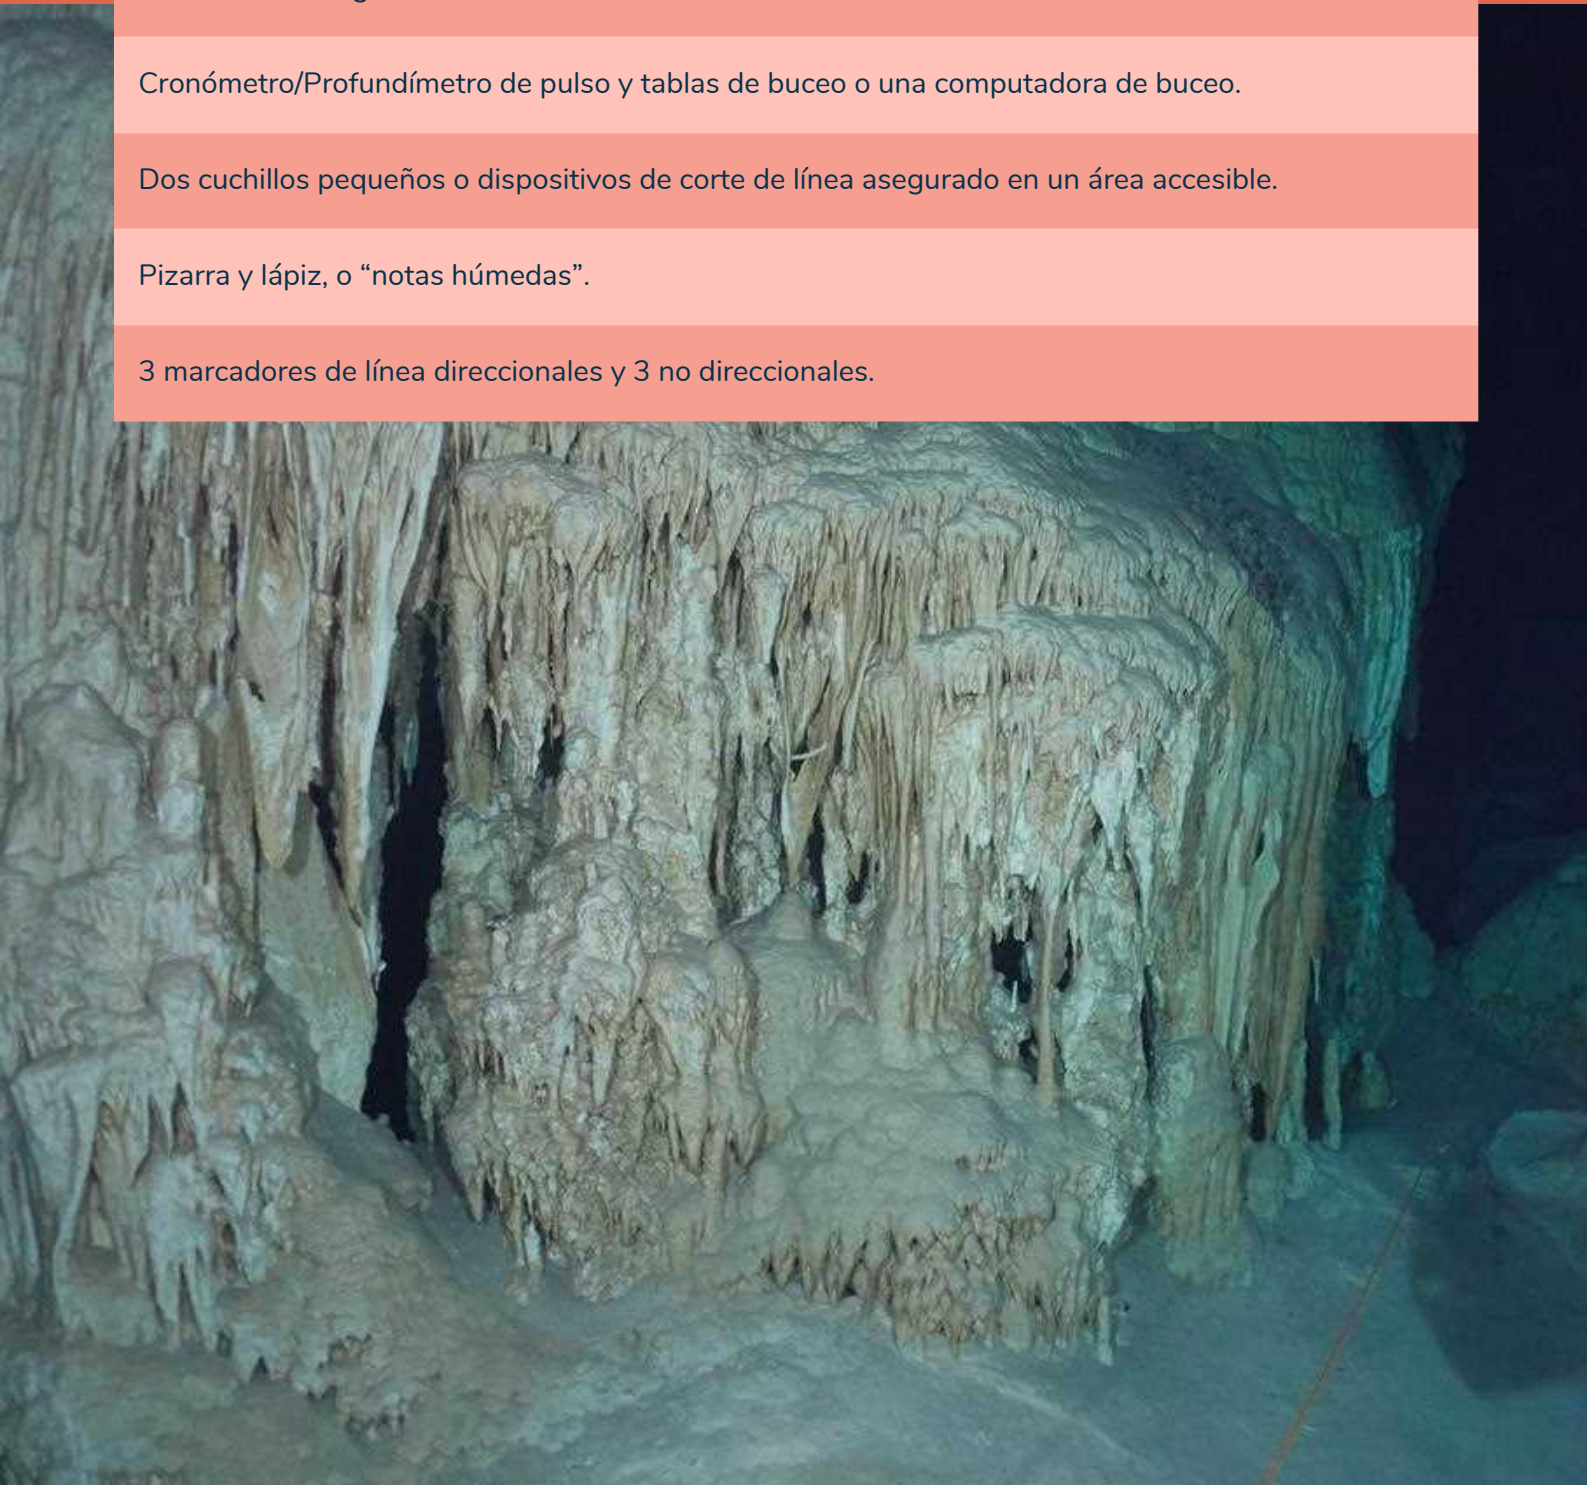 Cronómetro/Profundímetro de pulso y tablas de buceo o una computadora de buceo.
Dos cuchillos pequeños o dispositivos de corte de línea asegurado en un área accesible.
Pizarra y lápiz, o “notas húmedas”.
3 marcadores de línea direccionales y 3 no direccionales.